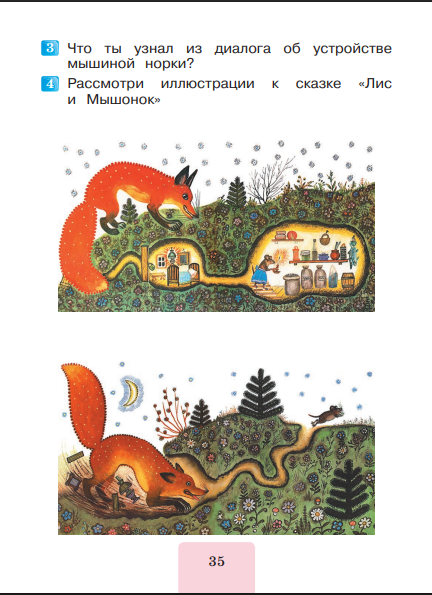 3 Что ты узнал из диалога об устройстве
мышиной норки?
4 Рассмотри иллюстрации к сказке «Лис
и Мышонок»
35